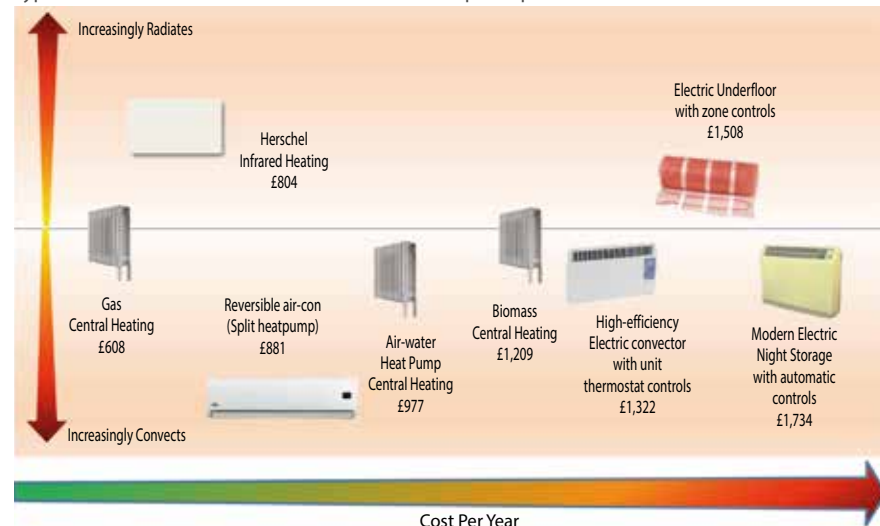 Increasingly Radiates
Electric Underfloor
with zone controls
£1,508
Herschel
Infrared Heating
£804
Gas
Central Heating
£608
Reversible air-con
(Split heatpump)
£881
Air-water
Heat Pump
Central Heating
£977
Biomass
Central Heating
£1,209
High-efficiency
Electric convector
with unit
thermostat controls
£1,322
Modern Electric
Night Storage
with automatic
controls
£1,734
Increasingly Convects
Cost Per Year